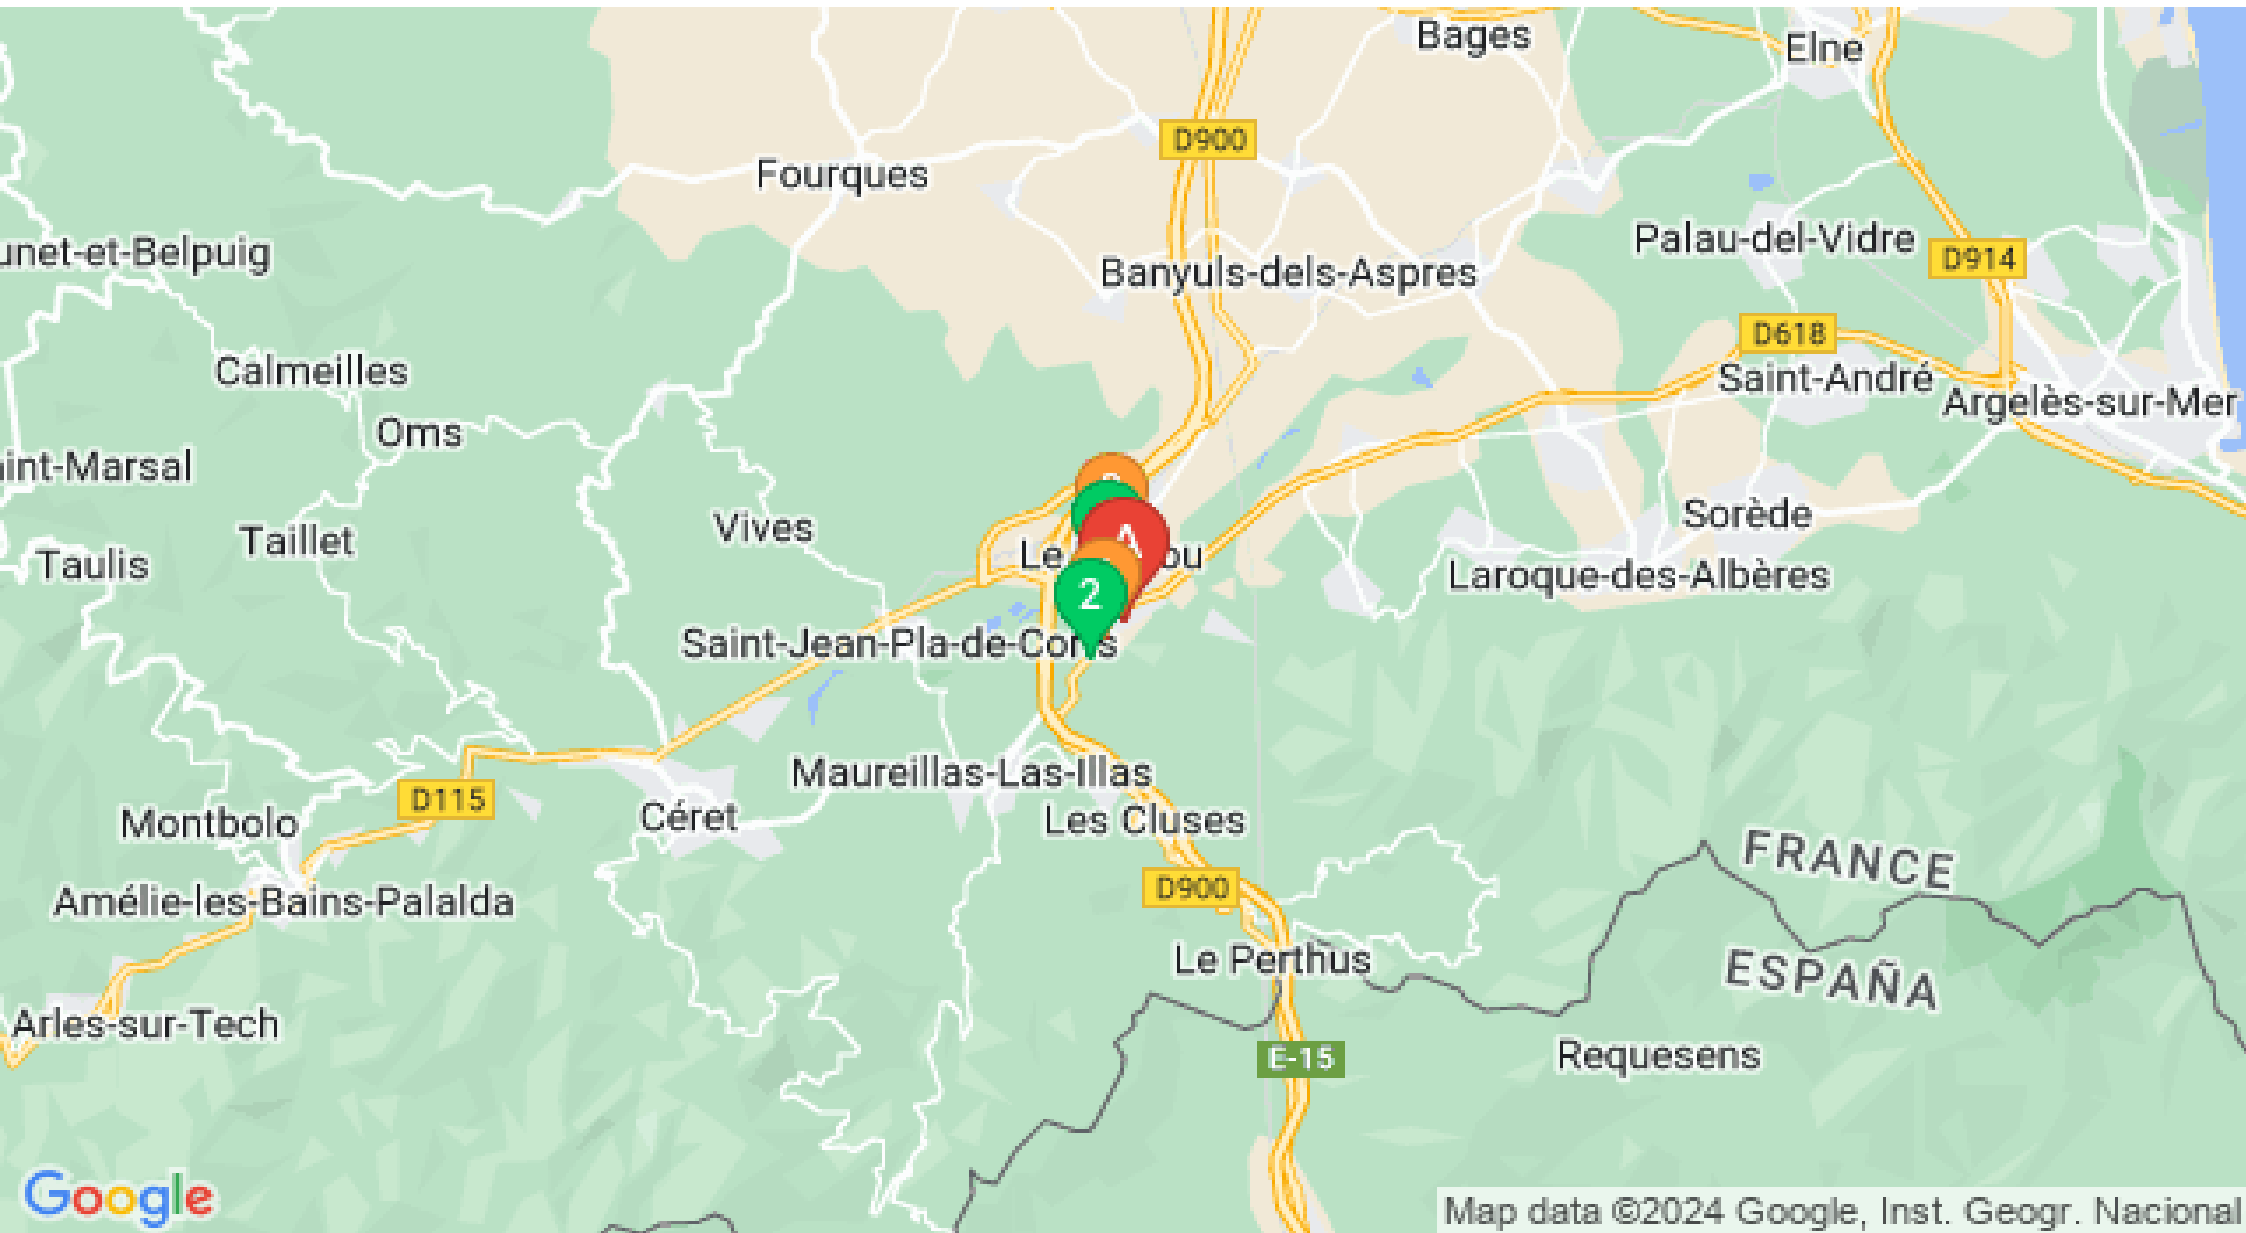 Bages
Elne
D900
Fourques
Palau-del-Vidre
unet-et-Belpuig
D914
Banyuls-dels-Aspres
D618
Calmeilles
Saint-André
Argelès-sur-Mer
Oms
int-Marsal
Sorède
Vives
Taillet
A
Le
ou
Taulis
Laroque-des-Albères
2
Saint-Jean-Pla-de-Corts
Maureillas-Las-Illas
D115
Céret
Montbolo
Les Cluses
FRANCE
D900
Amélie-les-Bains-Palalda
Le Perthus
ESPAÑA
Arles-sur-Tech
E-15
Requesens
Google
Map data ©2024 Google, Inst. Geogr. Nacional